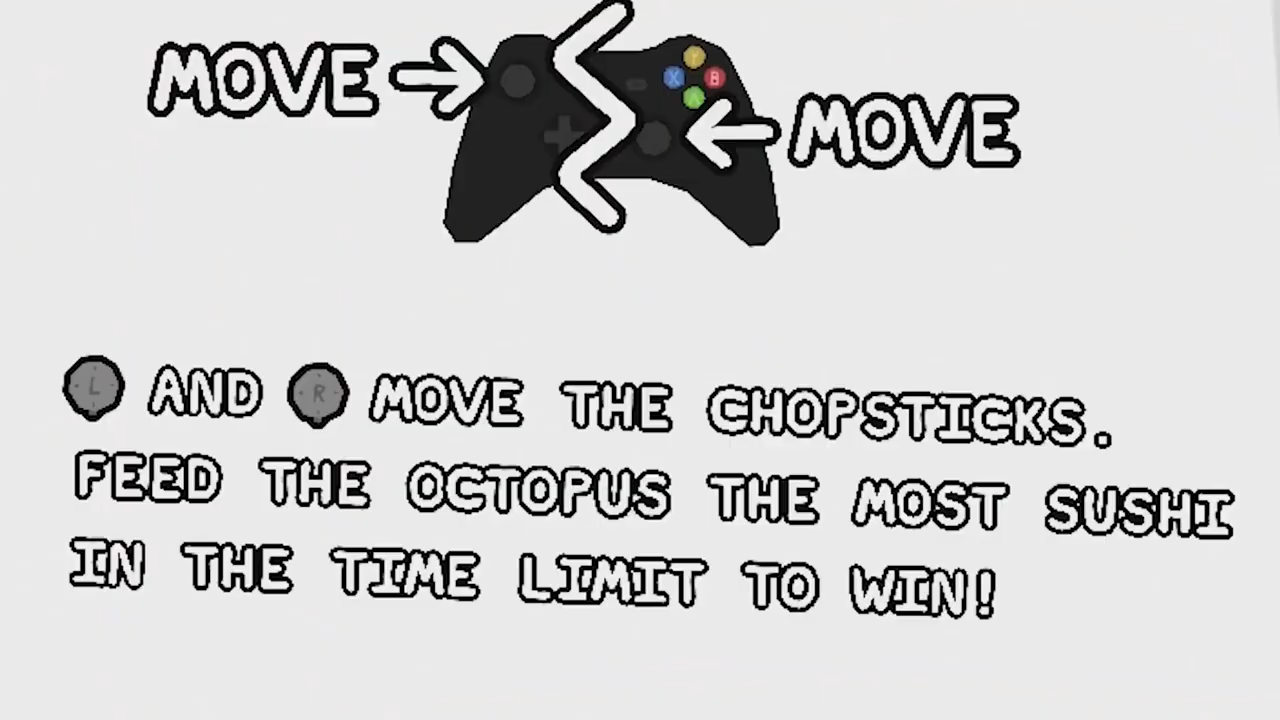 MOVE
Y
X B
A
MOVE
L AND R MOVE THE CHOPSTICKS.
FEED THE OCTOPUS THE MOST SUSHI
IN THE TIME LIMIT TO WIN!